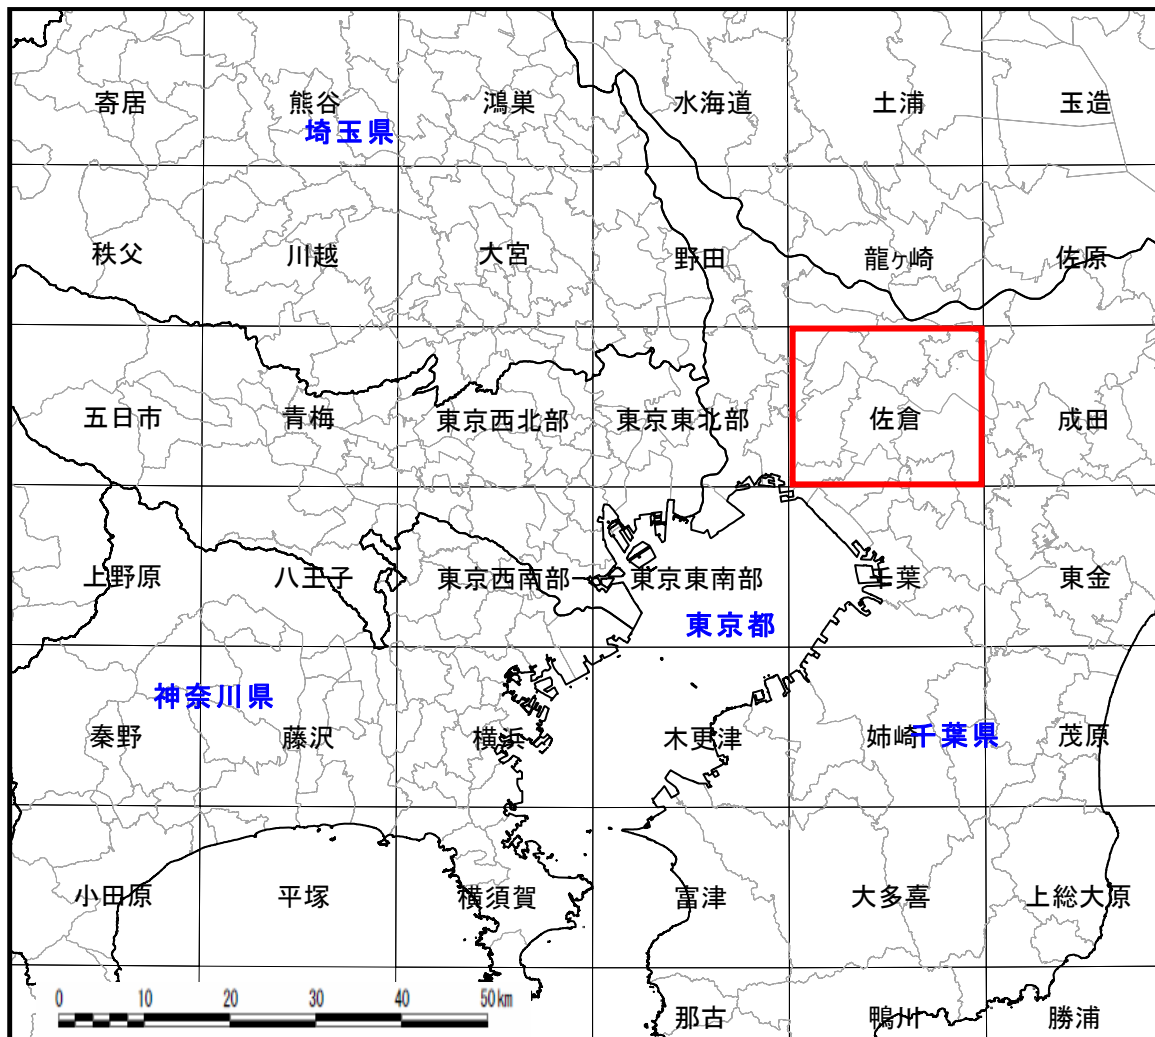 寄居 熊谷 鴻巣 水海道 土浦 玉造
埼玉県
秩父 川越 大宮 野田 龍ヶ崎 佐原
五日市 青梅 東京西北部 東京東北部 佐倉 成田
上野原 八王子 東京西南部 東京東南部 千葉 東金
東京都
神奈川県
秦野 藤沢 横浜 木更津 姉崎 千葉県 茂原
小田原 平塚 横須賀 富津 大多喜 上総大原
0 10 20 30 40 50km
那古 鴨川 勝浦